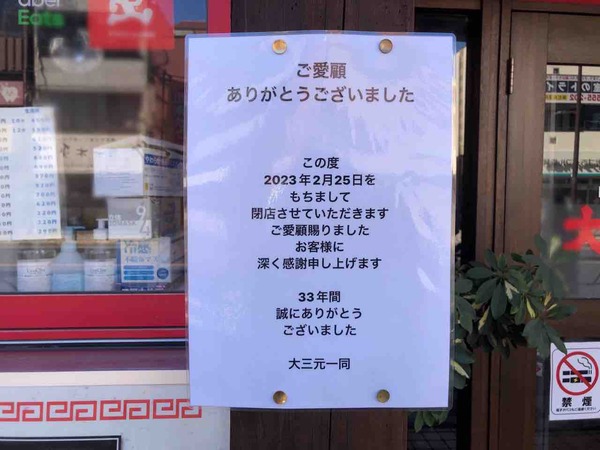 ご愛顧
ありがとうございました
この度
2023年2月25日を
もちまして
閉店させていただきます
ご愛顧賜りました
お客様に
深く感謝申し上げます
33年間
誠にありがとう
ございました
大三元一同
Uber
Eats
禁煙